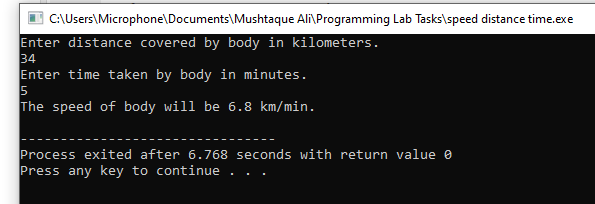 C:\Users\Microphone\Documents\Mushtaque Ali\Programming Lab Tasks\speed distance time.exe
Enter distance covered by body in kilometers.
34
Enter time taken by body in minutes.
5
The speed of body will be 6.8 km/min.
--------------------------------
Process exited after 6.768 seconds with return value 0
Press any key to continue . . .